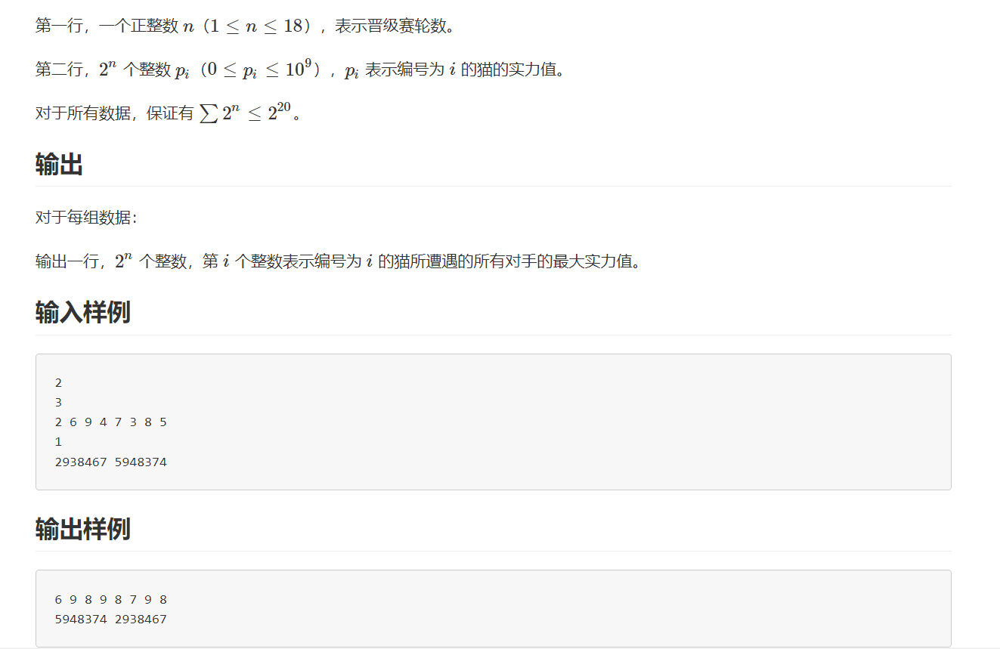 第一行，一个正整数 n（1 ≤ n ≤ 18），表示晋级赛轮数。
第二行，2^n 个整数 p_i（0 ≤ p_i ≤ 10^9），p_i 表示编号为 i 的猫的实力值。
对于所有数据，保证有 ∑ 2^n ≤ 2^20。
输出
对于每组数据：
输出一行，2^n 个整数，第 i 个整数表示编号为 i 的猫所遭遇的所有对手的最大实力值。
输入样例
2
3
2 6 9 4 7 3 8 5
1
2938467 5948374
输出样例
6 9 8 9 8 7 9 8
5948374 2938467